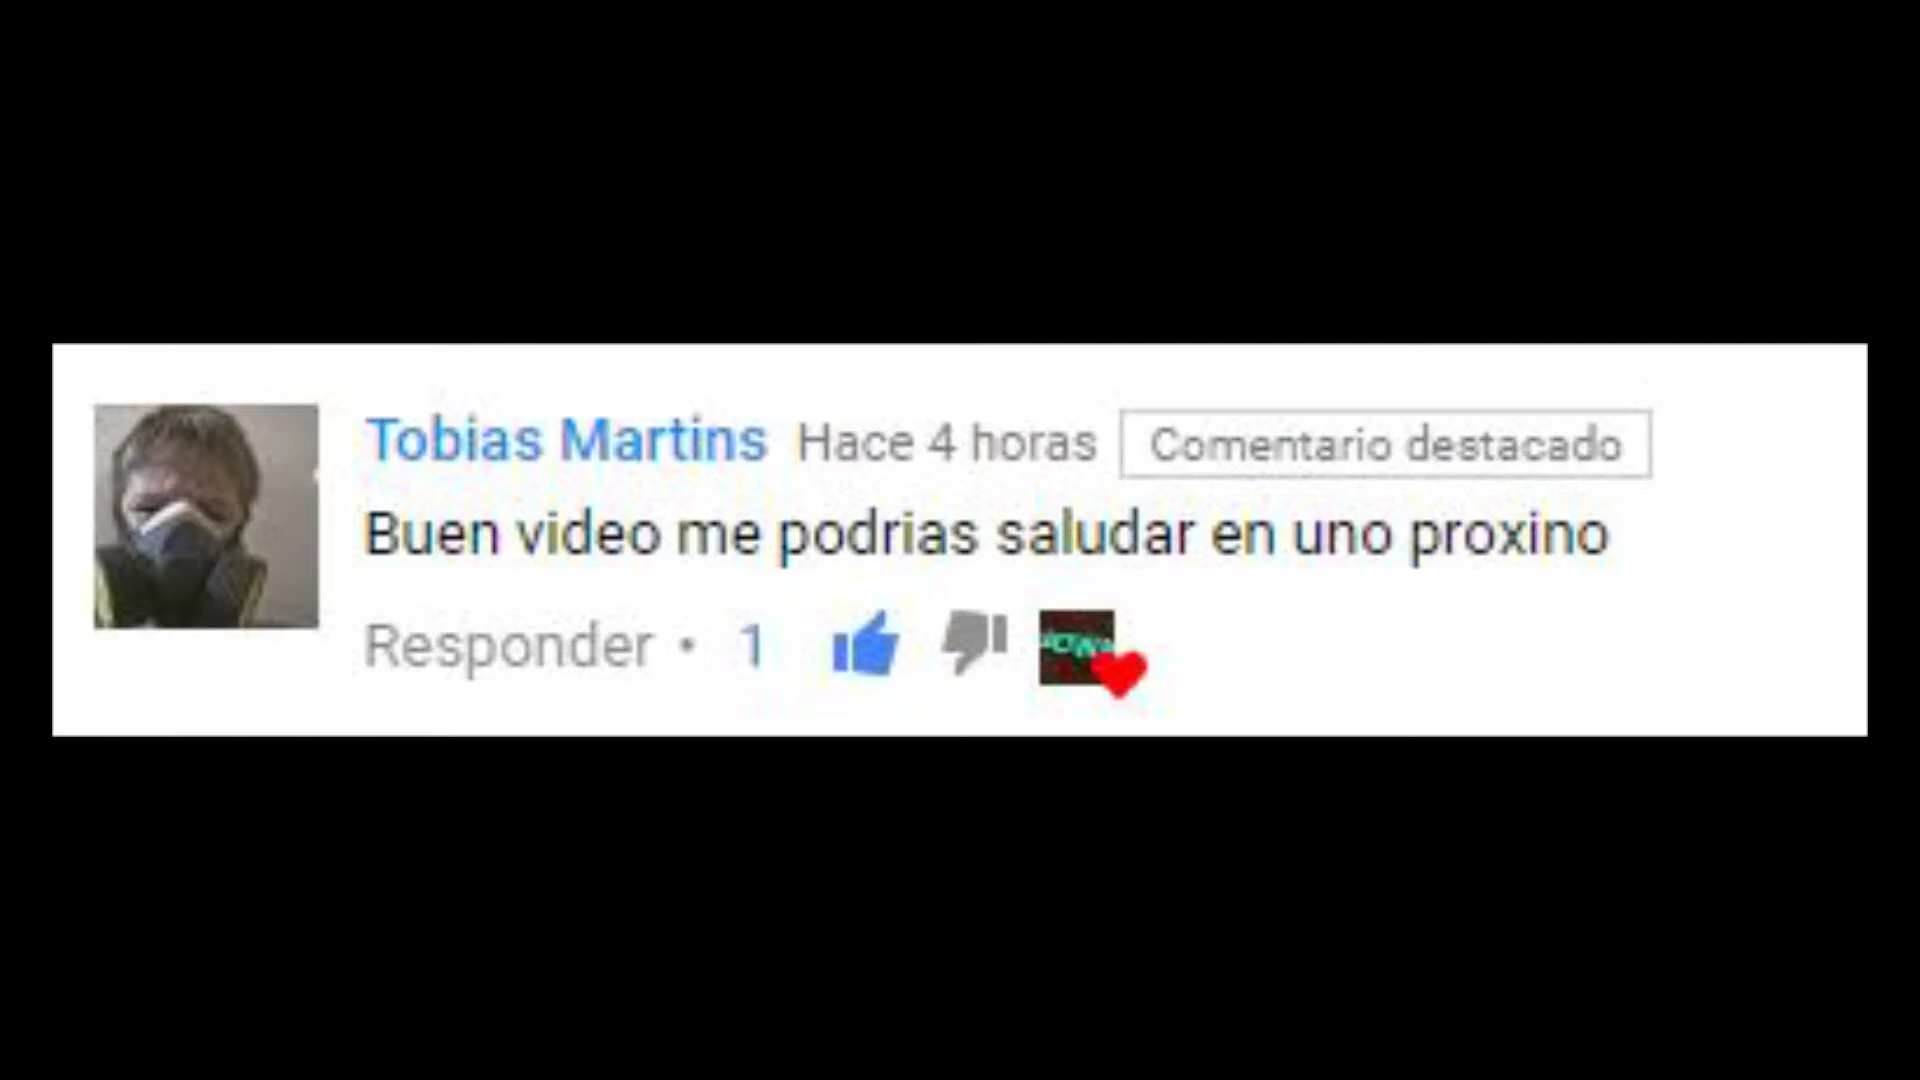 Tobias Martins Hace 4 horas Comentario destacado
Buen video me podrias saludar en uno proxino
Responder • 1